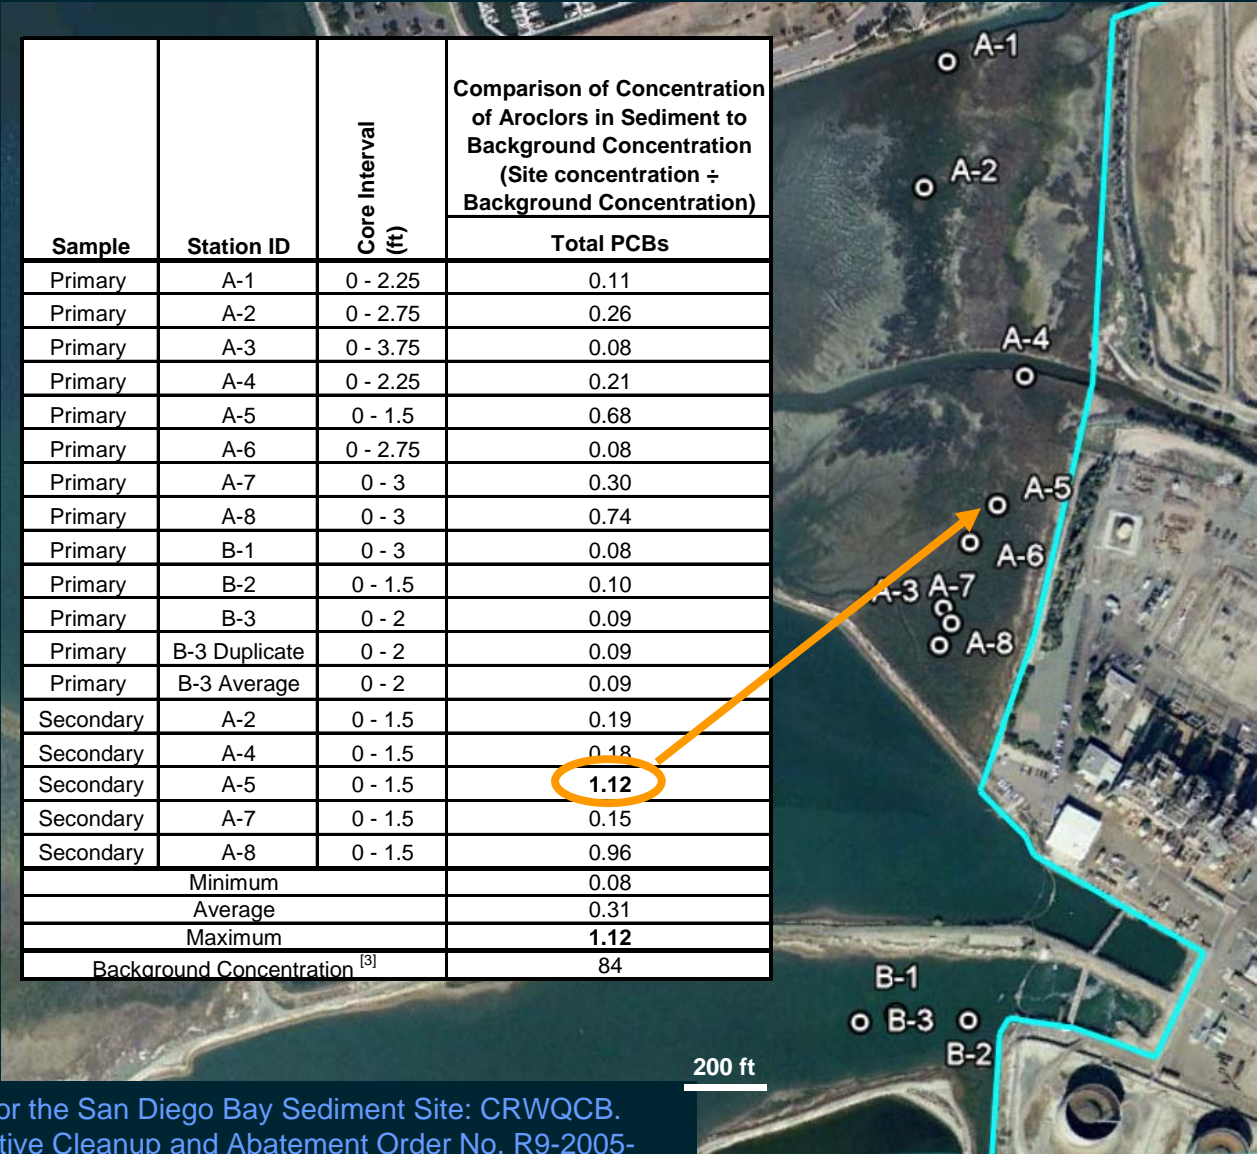 Sample Station ID Core Interval (ft) Comparison of Concentration
of Aroclors in Sediment to
Background Concentration
(Site concentration ÷
Background Concentration)
Total PCBs
Primary A-1 0 - 2.25 0.11
Primary A-2 0 - 2.75 0.26
Primary A-3 0 - 3.75 0.08
Primary A-4 0 - 2.25 0.21
Primary A-5 0 - 1.5 0.68
Primary A-6 0 - 2.75 0.08
Primary A-7 0 - 3 0.30
Primary A-8 0 - 3 0.74
Primary B-1 0 - 3 0.08
Primary B-2 0 - 1.5 0.10
Primary B-3 0 - 2 0.09
Primary B-3 Duplicate 0 - 2 0.09
Primary B-3 Average 0 - 2 0.09
Secondary A-2 0 - 1.5 0.19
Secondary A-4 0 - 1.5 0.18
Secondary A-5 0 - 1.5 1.12
Secondary A-7 0 - 1.5 0.15
Secondary A-8 0 - 1.5 0.96
Minimum 0.08
Average 0.31
Maximum 1.12
Background Concentration [3] 84
A-1
A-2
A-4
A-5
A-6
A-3 A-7
A-8
B-1
B-3
B-2
200 ft
or the San Diego Bay Sediment Site: CRWQCB.
tive Cleanup and Abatement Order No. R9-2005-